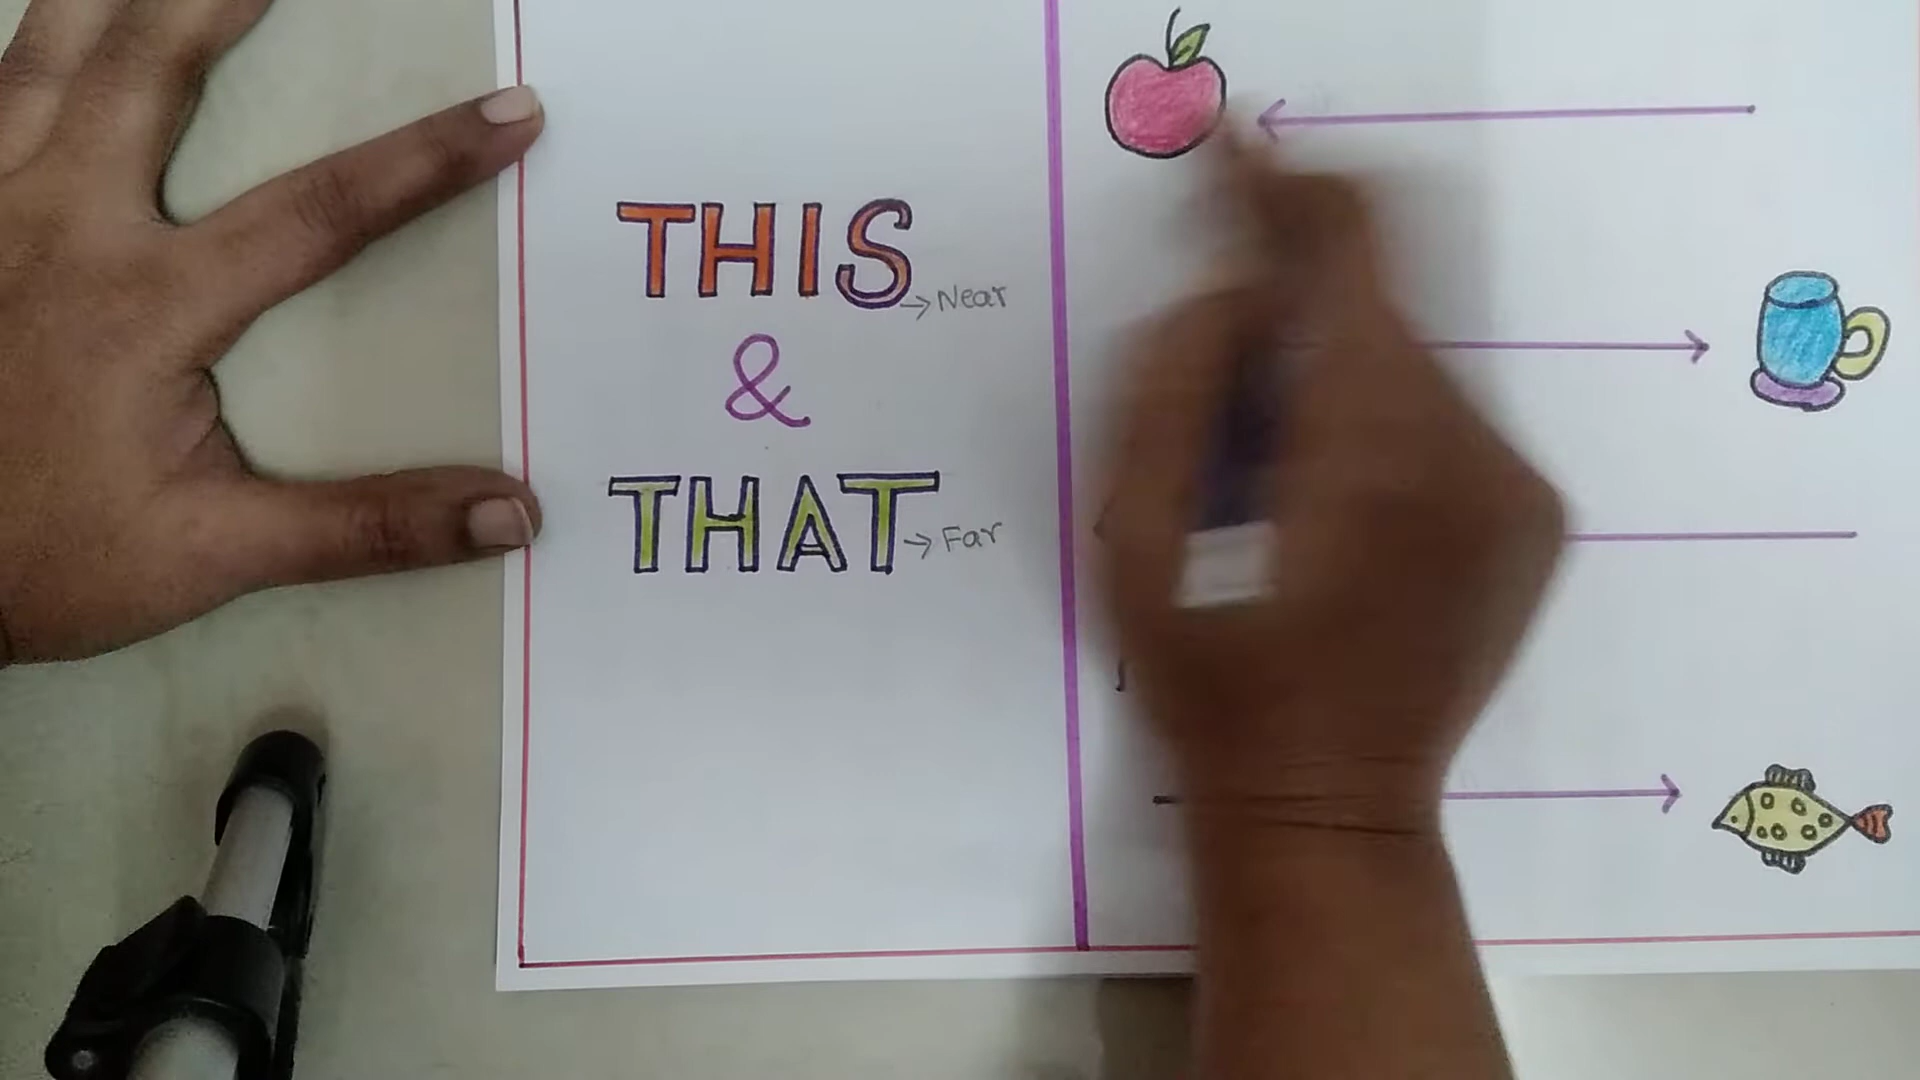 THIS
→ Near
&
THAT
→ Far